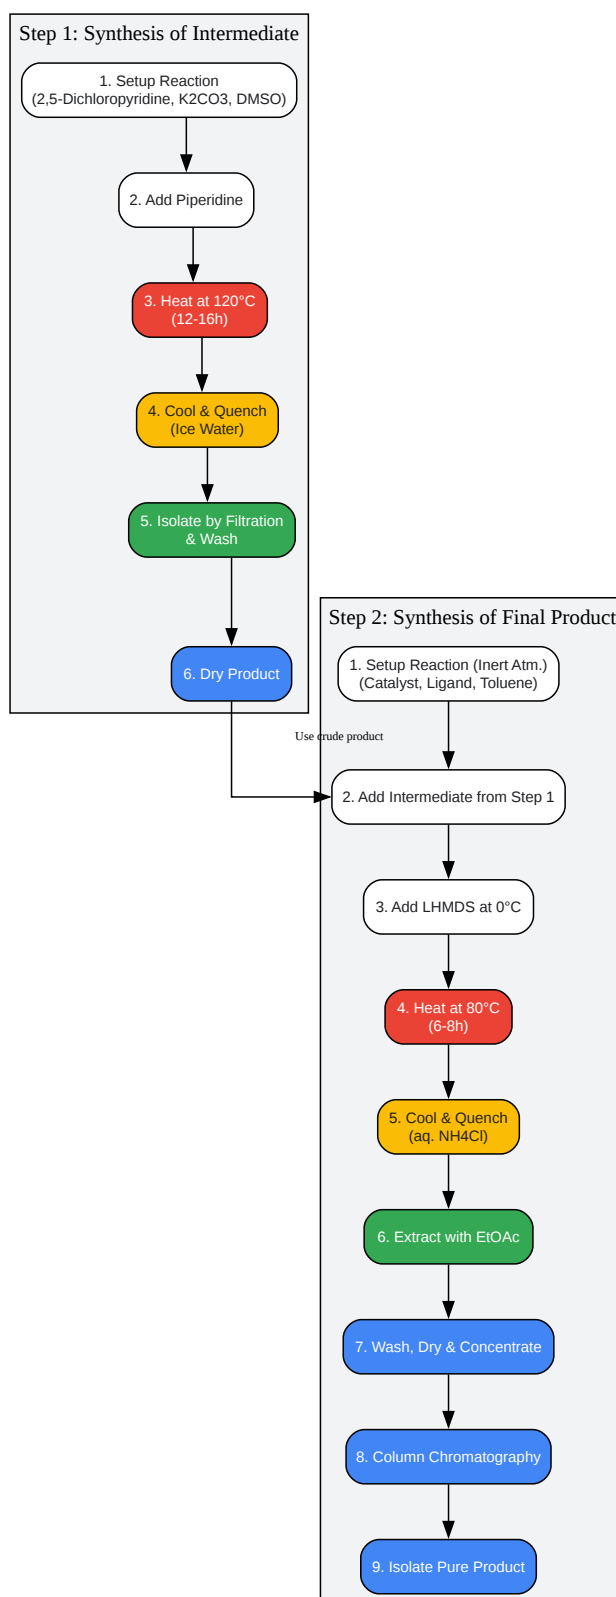 Step 1: Synthesis of Intermediate
1. Setup Reaction
(2,5-Dichloropyridine, K2CO3, DMSO)
2. Add Piperidine
3. Heat at 120°C
(12-16h)
4. Cool & Quench
(Ice Water)
5. Isolate by Filtration
& Wash
6. Dry Product
Use crude product
Step 2: Synthesis of Final Product
1. Setup Reaction (Inert Atm.)
(Catalyst, Ligand, Toluene)
2. Add Intermediate from Step 1
3. Add LHMDS at 0°C
4. Heat at 80°C
(6-8h)
5. Cool & Quench
(aq. NH4Cl)
6. Extract with EtOAc
7. Wash, Dry & Concentrate
8. Column Chromatography
9. Isolate Pure Product